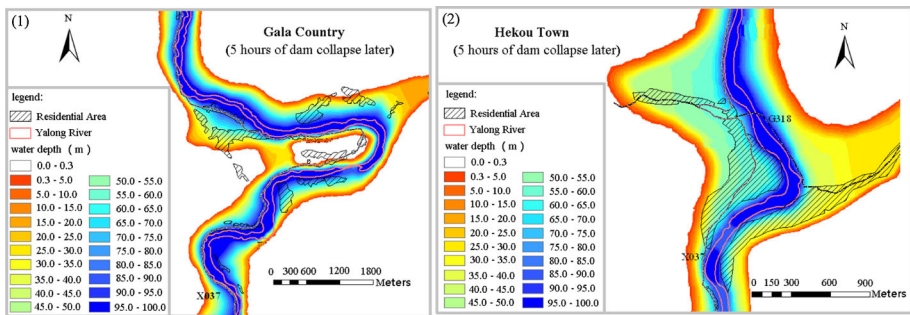 (1)
N
Gala Country
(5 hours of dam collapse later)
legend:
Residential Area
Yalong River
water depth (m)
0.0 - 0.3
0.3 - 5.0
5.0 - 10.0
10.0 - 15.0
15.0 - 20.0
20.0 - 25.0
25.0 - 30.0
30.0 - 35.0
35.0 - 40.0
40.0 - 45.0
45.0 - 50.0
50.0 - 55.0
55.0 - 60.0
60.0 - 65.0
65.0 - 70.0
70.0 - 75.0
75.0 - 80.0
80.0 - 85.0
85.0 - 90.0
90.0 - 95.0
95.0 - 100.0
X037
0 300 600 1200 1800
Meters
(2)
N
Hekou Town
(5 hours of dam collapse later)
legend:
Residential Area
Yalong River
water depth (m)
0.0 - 0.3
0.3 - 5.0
5.0 - 10.0
10.0 - 15.0
15.0 - 20.0
20.0 - 25.0
25.0 - 30.0
30.0 - 35.0
35.0 - 40.0
40.0 - 45.0
45.0 - 50.0
50.0 - 55.0
55.0 - 60.0
60.0 - 65.0
65.0 - 70.0
70.0 - 75.0
75.0 - 80.0
80.0 - 85.0
85.0 - 90.0
90.0 - 95.0
95.0 - 100.0
G318
X037
0 150 300 600 900
Meters